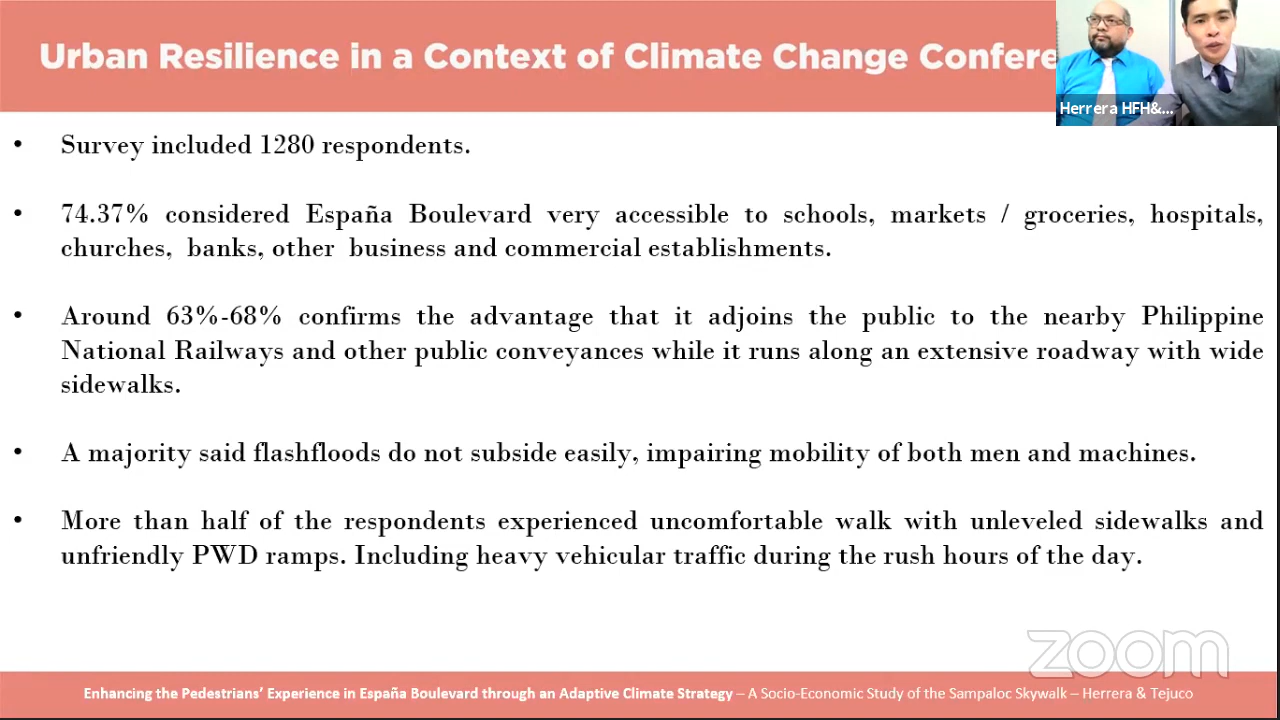 Urban Resilience in a Context of Climate Change Confere
Herrera HFH&...
• Survey included 1280 respondents.
• 74.37% considered España Boulevard very accessible to schools, markets / groceries, hospitals,
churches, banks, other business and commercial establishments.
• Around 63%-68% confirms the advantage that it adjoins the public to the nearby Philippine
National Railways and other public conveyances while it runs along an extensive roadway with wide
sidewalks.
• A majority said flashfloods do not subside easily, impairing mobility of both men and machines.
• More than half of the respondents experienced uncomfortable walk with unleveled sidewalks and
unfriendly PWD ramps. Including heavy vehicular traffic during the rush hours of the day.
zoom
Enhancing the Pedestrians’ Experience in España Boulevard through an Adaptive Climate Strategy – A Socio-Economic Study of the Sampaloc Skywalk – Herrera & Tejuco